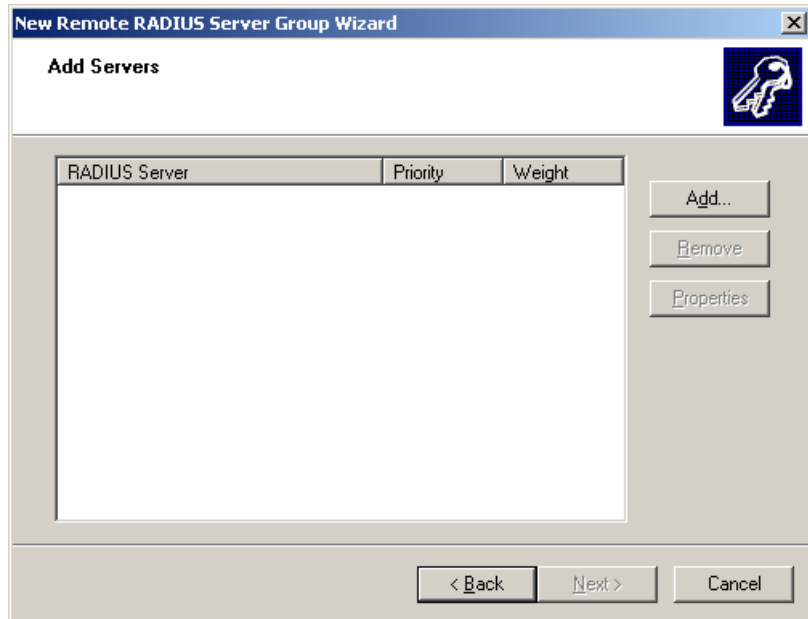 New Remote RADIUS Server Group Wizard
Add Servers
RADIUS Server Priority Weight
Add...
Remove
Properties
< Back Next > Cancel